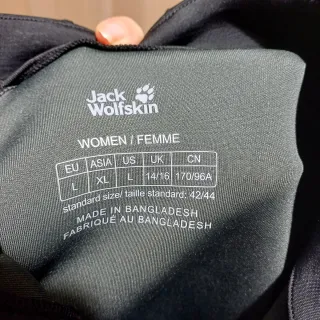 Jack
Wolfskin
WOMEN / FEMME
EU ASIA US UK CN
L XL L 14/16 170/96A
standard size/ taille standard: 42/44
MADE IN BANGLADESH
FABRIQUÉ AU BANGLADESH